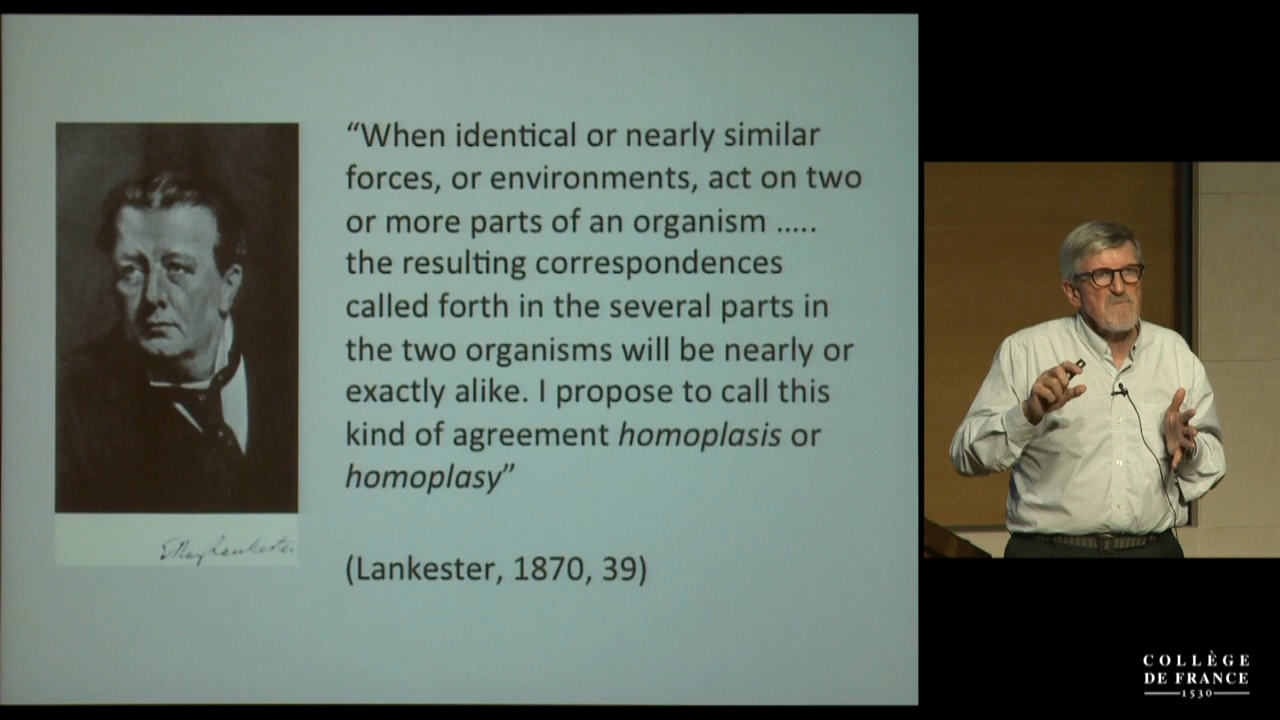 “When identical or nearly similar
forces, or environments, act on two
or more parts of an organism .....
the resulting correspondences
called forth in the several parts in
the two organisms will be nearly or
exactly alike. I propose to call this
kind of agreement homoplasis or
homoplasy”
E Ray Lankester
(Lankester, 1870, 39)
COLLÈGE
DE FRANCE
1530